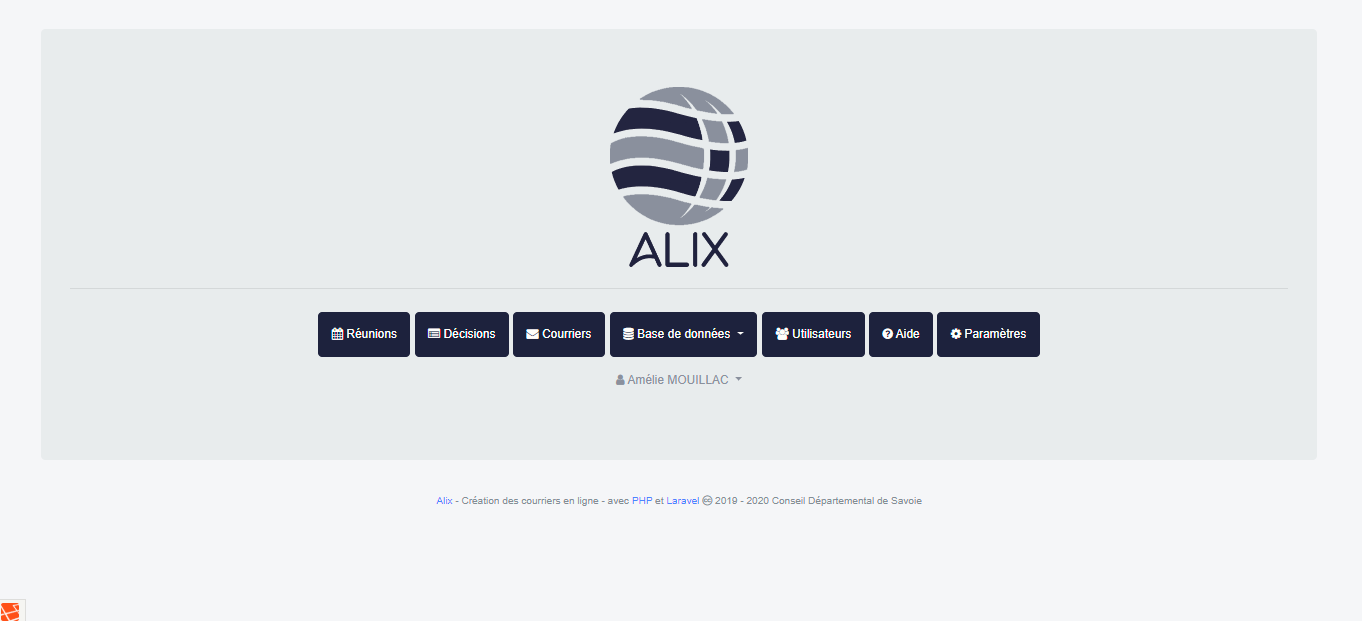 ALIX
Réunions Décisions Courriers Base de données Utilisateurs Aide Paramètres
Amélie MOUILLAC
Alix - Création des courriers en ligne - avec PHP et Laravel 2019 - 2020 Conseil Départemental de Savoie